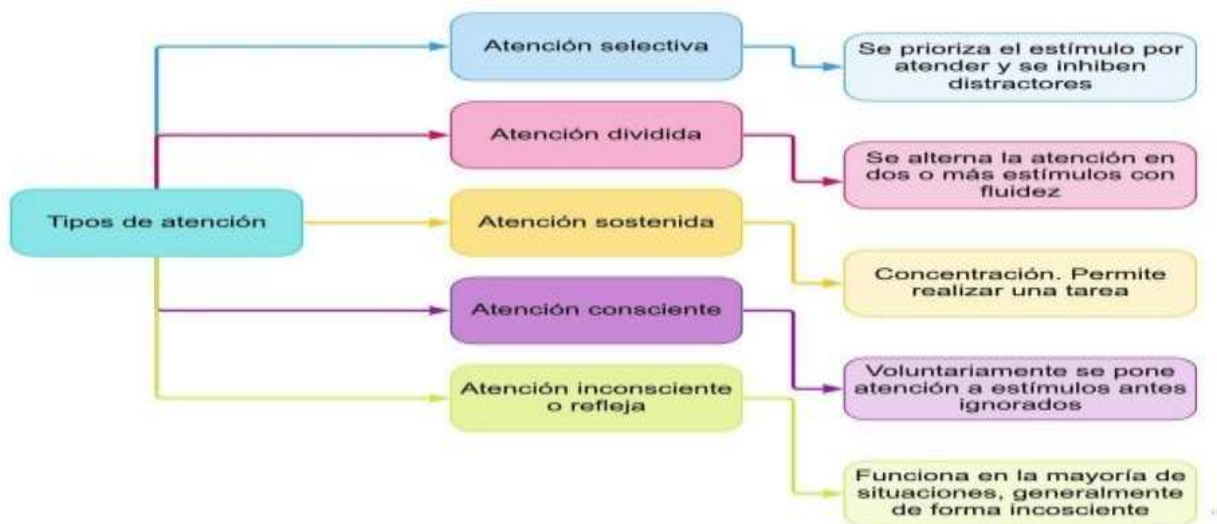 Tipos de atención
Atención selectiva
Se prioriza el estímulo por
atender y se inhiben
distractores
Atención dividida
Se alterna la atención en
dos o más estímulos con
fluidez
Atención sostenida
Concentración. Permite
realizar una tarea
Atención consciente
Voluntariamente se pone
atención a estímulos antes
ignorados
Atención inconsciente
o refleja
Funciona en la mayoría de
situaciones, generalmente
de forma incosciente